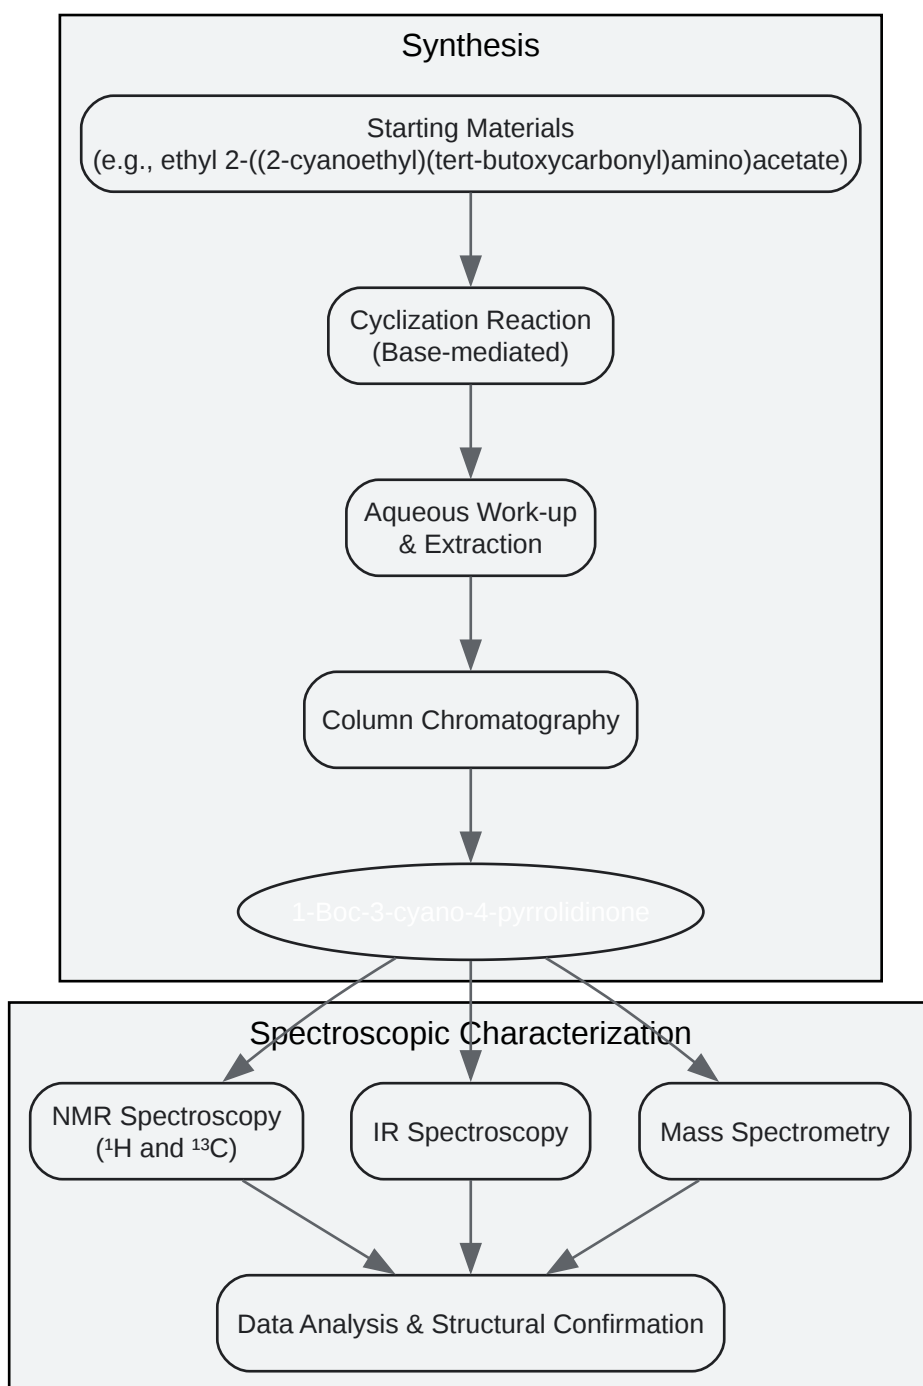 Synthesis
Starting Materials
(e.g., ethyl 2-((2-cyanoethyl)(tert-butoxycarbonyl)amino)acetate)
Cyclization Reaction
(Base-mediated)
Aqueous Work-up
& Extraction
Column Chromatography
1-Boc-3-cyano-4-pyrrolidinone
Spectroscopic Characterization
NMR Spectroscopy
(¹H and ¹³C)
IR Spectroscopy
Mass Spectrometry
Data Analysis & Structural Confirmation